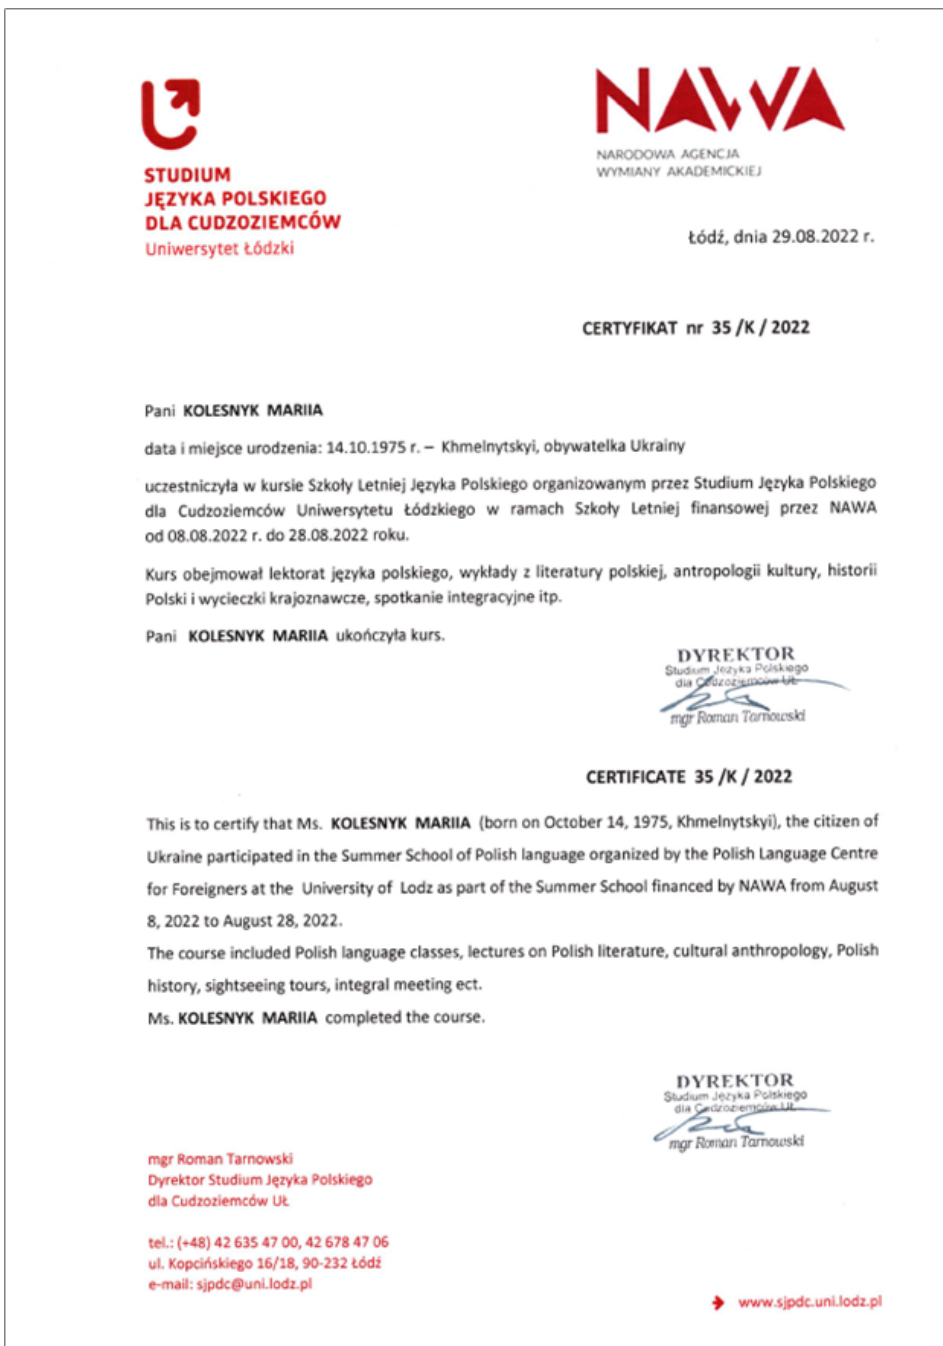 STUDIUM
JĘZYKA POLSKIEGO
DLA CUDZOZIEMCÓW
Uniwersytet Łódzki
NAWA
NARODOWA AGENCJA
WYMIANY AKADEMICKIEJ
Łódź, dnia 29.08.2022 r.
CERTYFIKAT nr 35 /K / 2022
Pani KOLESNYK MARIIA
data i miejsce urodzenia: 14.10.1975 r. – Khmelnytskyi, obywatelka Ukrainy
uczestniczyła w kursie Szkoły Letniej Języka Polskiego organizowanym przez Studium Języka Polskiego
dla Cudzoziemców Uniwersytetu Łódzkiego w ramach Szkoły Letniej finansowej przez NAWA
od 08.08.2022 r. do 28.08.2022 roku.
Kurs obejmował lektorat języka polskiego, wykłady z literatury polskiej, antropologii kultury, historii
Polski i wycieczki krajoznawcze, spotkanie integracyjne itp.
Pani KOLESNYK MARIIA ukończyła kurs.
DYREKTOR
Studium Języka Polskiego
dla Cudzoziemców UŁ
mgr Roman Tarnowski
CERTIFICATE 35 /K / 2022
This is to certify that Ms. KOLESNYK MARIIA (born on October 14, 1975, Khmelnytskyi), the citizen of
Ukraine participated in the Summer School of Polish language organized by the Polish Language Centre
for Foreigners at the University of Lodz as part of the Summer School financed by NAWA from August
8, 2022 to August 28, 2022.
The course included Polish language classes, lectures on Polish literature, cultural anthropology, Polish
history, sightseeing tours, integral meeting ect.
Ms. KOLESNYK MARIIA completed the course.
DYREKTOR
Studium Języka Polskiego
dla Cudzoziemców UŁ
mgr Roman Tarnowski
mgr Roman Tarnowski
Dyrektor Studium Języka Polskiego
dla Cudzoziemców UŁ
tel.: (+48) 42 635 47 00, 42 678 47 06
ul. Kopcińskiego 16/18, 90-232 Łódź
e-mail: sjpdc@uni.lodz.pl
www.sjpdc.uni.lodz.pl